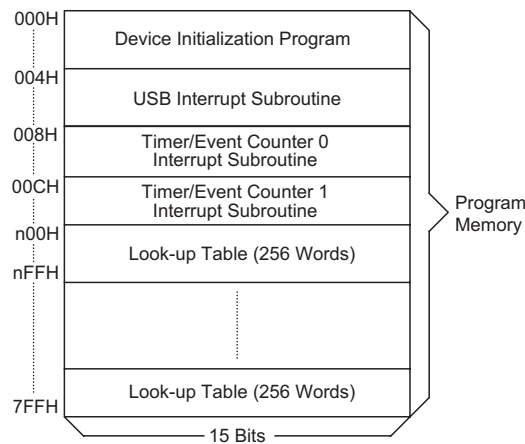 000H
Device Initialization Program
004H
USB Interrupt Subroutine
008H
Timer/Event Counter 0
Interrupt Subroutine
00CH
Timer/Event Counter 1
Interrupt Subroutine
n00H
Look-up Table (256 Words)
nFFH
Look-up Table (256 Words)
7FFH
15 Bits
Program
Memory